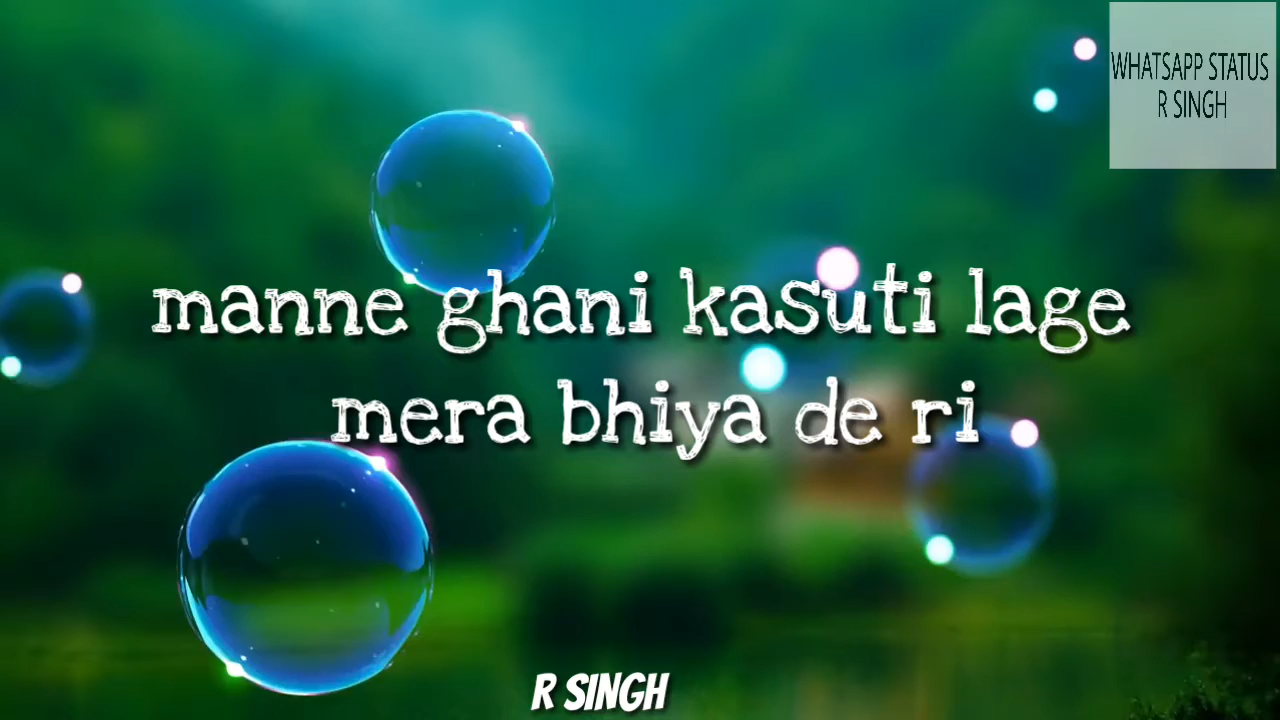 WHATSAPP STATUS
R SINGH
manne ghani kasuti lage
mera bhiya de ri
R SINGH